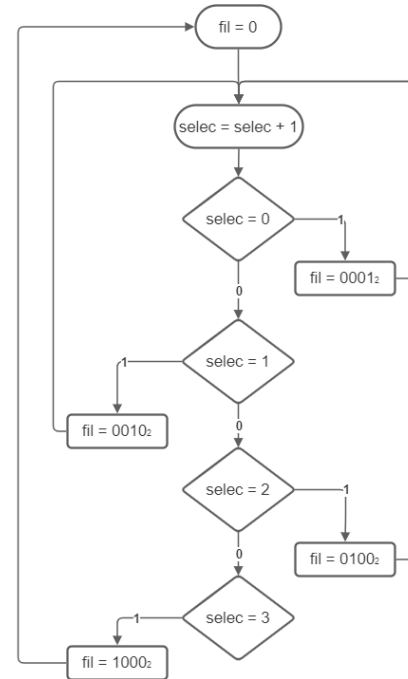 fil = 0
selec = selec + 1
selec = 0
1
fil = 0001₂
0
selec = 1
1
fil = 0010₂
0
selec = 2
1
fil = 0100₂
0
selec = 3
1
fil = 1000₂